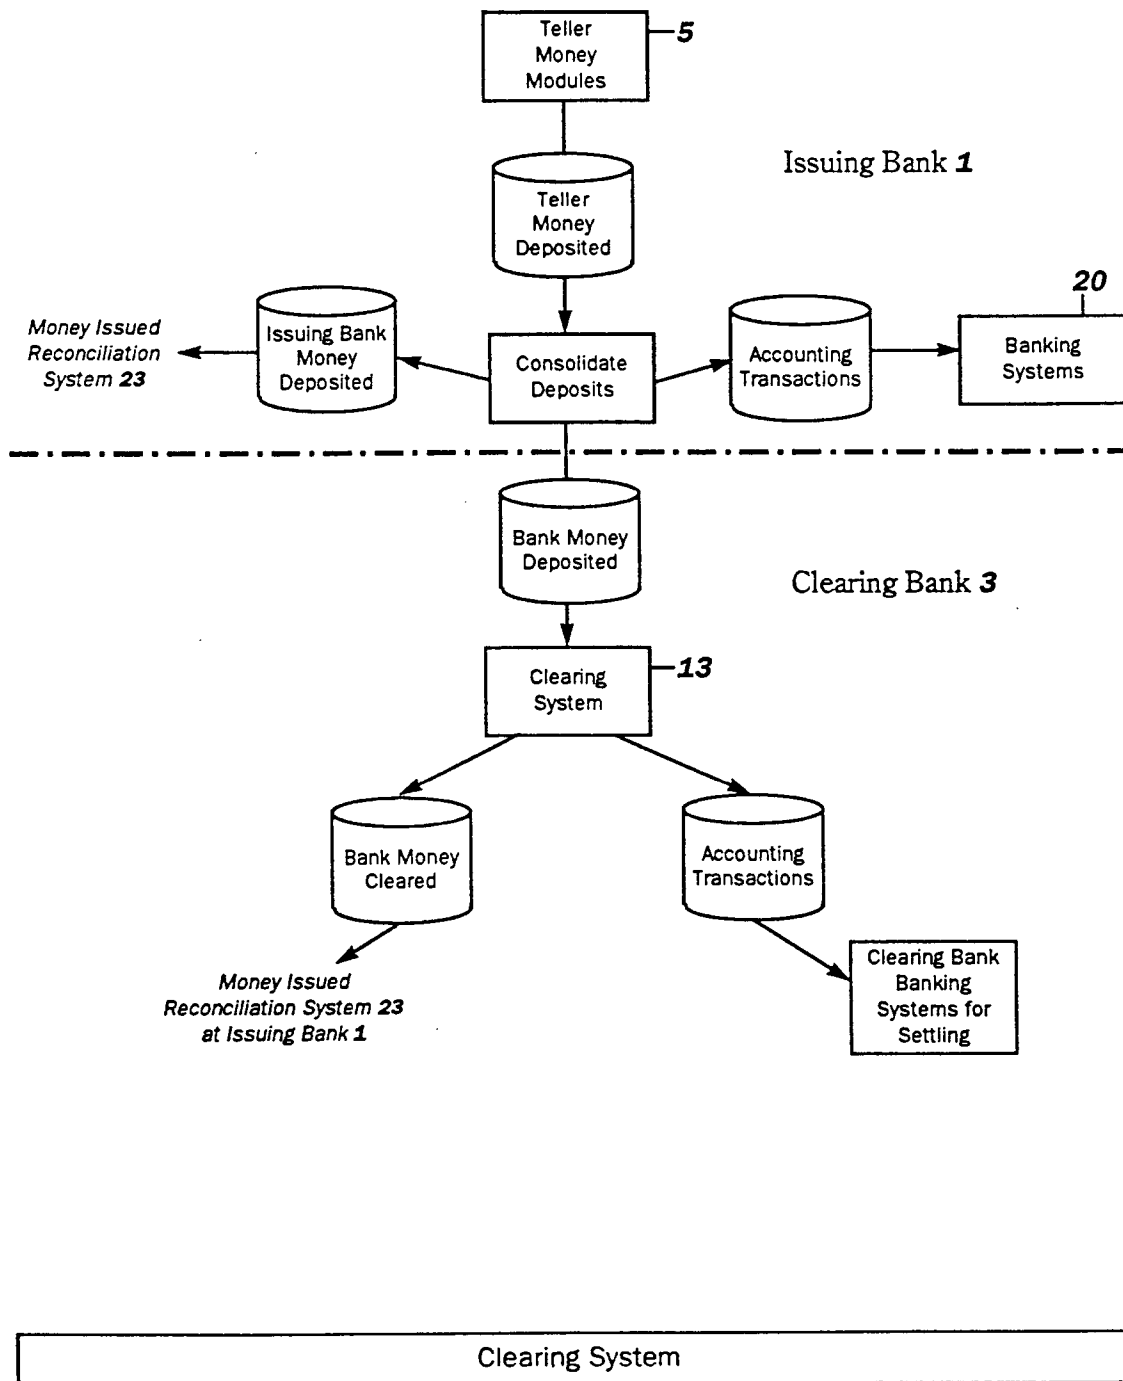 Teller
Money
Modules
5
Issuing Bank 1
Teller
Money
Deposited
20
Money Issued
Reconciliation
System 23
Issuing Bank
Money
Deposited
Consolidate
Deposits
Accounting
Transactions
Banking
Systems
Bank Money
Deposited
Clearing Bank 3
Clearing
System
13
Bank Money
Cleared
Accounting
Transactions
Money Issued
Reconciliation System 23
at Issuing Bank 1
Clearing Bank
Banking
Systems for
Settling
Clearing System